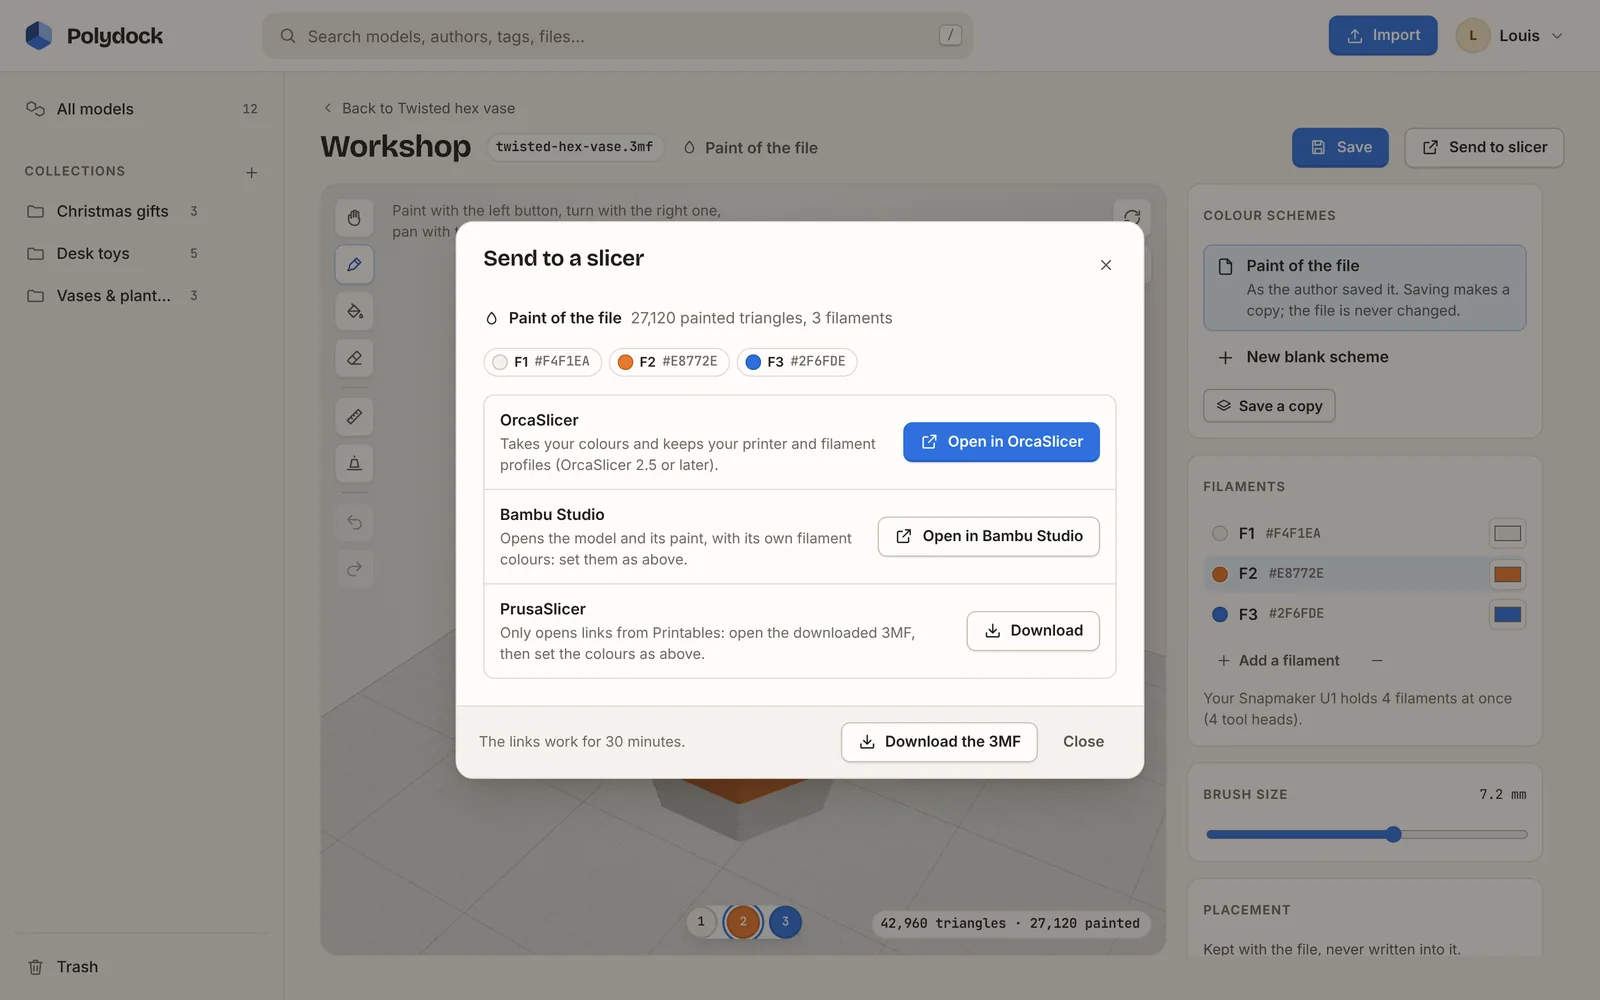 Polydock
Search models, authors, tags, files...
/
Import
L
Louis
All models
12
COLLECTIONS
Christmas gifts
3
Desk toys
5
Vases & plant...
3
Trash
Back to Twisted hex vase
Workshop
twisted-hex-vase.3mf
Paint of the file
Save
Send to slicer
Paint with the left button, turn with the right one,
pan with
Send to a slicer
Paint of the file 27,120 painted triangles, 3 filaments
F1 #F4F1EA
F2 #E8772E
F3 #2F6FDE
OrcaSlicer
Takes your colours and keeps your printer and filament
profiles (OrcaSlicer 2.5 or later).
Open in OrcaSlicer
Bambu Studio
Opens the model and its paint, with its own filament
colours: set them as above.
Open in Bambu Studio
PrusaSlicer
Only opens links from Printables: open the downloaded 3MF,
then set the colours as above.
Download
The links work for 30 minutes.
Download the 3MF
Close
1
2
3
42,960 triangles · 27,120 painted
COLOUR SCHEMES
Paint of the file
As the author saved it. Saving makes a
copy; the file is never changed.
New blank scheme
Save a copy
FILAMENTS
F1 #F4F1EA
F2 #E8772E
F3 #2F6FDE
Add a filament
Your Snapmaker U1 holds 4 filaments at once
(4 tool heads).
BRUSH SIZE
7.2 mm
PLACEMENT
Kept with the file, never written into it.